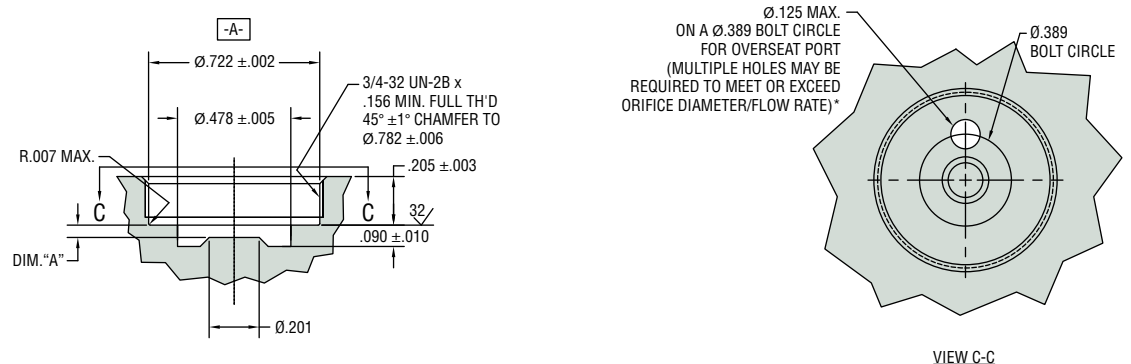 -A-
Ø.722 ±.002
3/4-32 UN-2B x
.156 MIN. FULL TH'D
45° ±1° CHAMFER TO
Ø.782 ±.006
Ø.478 ±.005
R.007 MAX.
.205 ±.003
C
C
32
.090 ±.010
DIM."A"
Ø.201
Ø.125 MAX.
ON A Ø.389 BOLT CIRCLE
FOR OVERSEAT PORT
(MULTIPLE HOLES MAY BE
REQUIRED TO MEET OR EXCEED
ORIFICE DIAMETER/FLOW RATE)*
Ø.389
BOLT CIRCLE
VIEW C-C